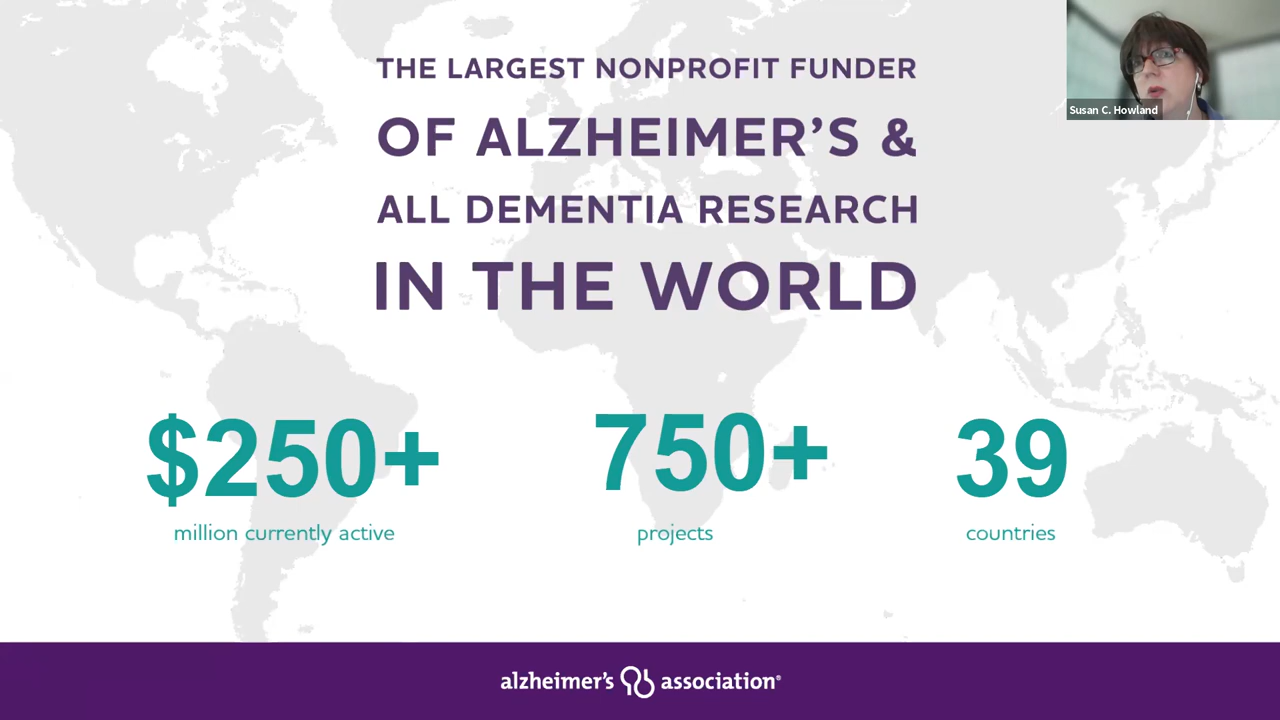 THE LARGEST NONPROFIT FUNDER
OF ALZHEIMER'S &
ALL DEMENTIA RESEARCH
IN THE WORLD
Susan C. Howland
$250+
million currently active
750+
projects
39
countries
alzheimer's association®